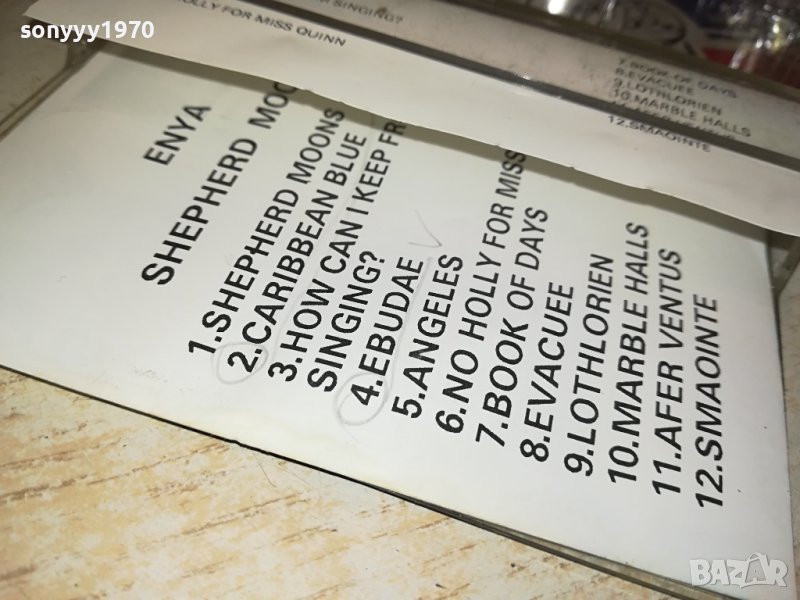 sonyyy1970
SINGING?
HOLLY FOR MISS QUINN
7.BOOK OF DAYS
8.EVACUEE
9.LOTHLORIEN
10.MARBLE HALLS
12.SMAOINTE
ENYA
SHEPHERD
1.SHEPHERD MOONS
2.CARIBBEAN BLUE
3.HOW CAN I KEEP
SINGING?
4.EBUDAE
5.ANGELES
6.NO HOLLY FOR MISS
7.BOOK OF DAYS
8.EVACUEE
9.LOTHLORIEN
10.MARBLE HALLS
11.AFER VENTUS
12.SMAOINTE
BAZAR